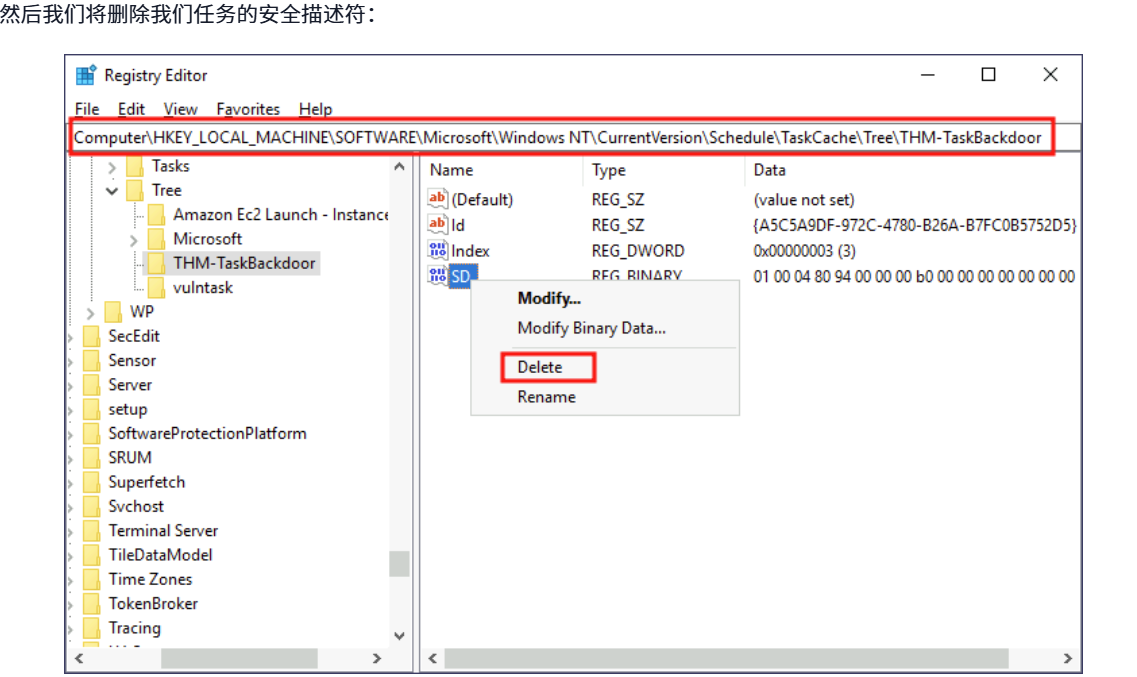 然后我们将删除我们任务的安全描述符：
Registry Editor
File Edit View Favorites Help
Computer\HKEY_LOCAL_MACHINE\SOFTWARE\Microsoft\Windows NT\CurrentVersion\Schedule\TaskCache\Tree\THM-TaskBackdoor
Tasks
Tree
Amazon Ec2 Launch - Instance
Microsoft
THM-TaskBackdoor
vulntask
WP
SecEdit
Sensor
Server
setup
SoftwareProtectionPlatform
SRUM
Superfetch
Svchost
Terminal Server
TileDataModel
Time Zones
TokenBroker
Tracing
Name Type Data
(Default) REG_SZ (value not set)
Id REG_SZ {A5C5A9DF-972C-4780-B26A-B7FC0B5752D5}
Index REG_DWORD 0x00000003 (3)
SD REG_BINARY 01 00 04 80 94 00 00 00 b0 00 00 00 00 00 00 00
Modify...
Modify Binary Data...
Delete
Rename